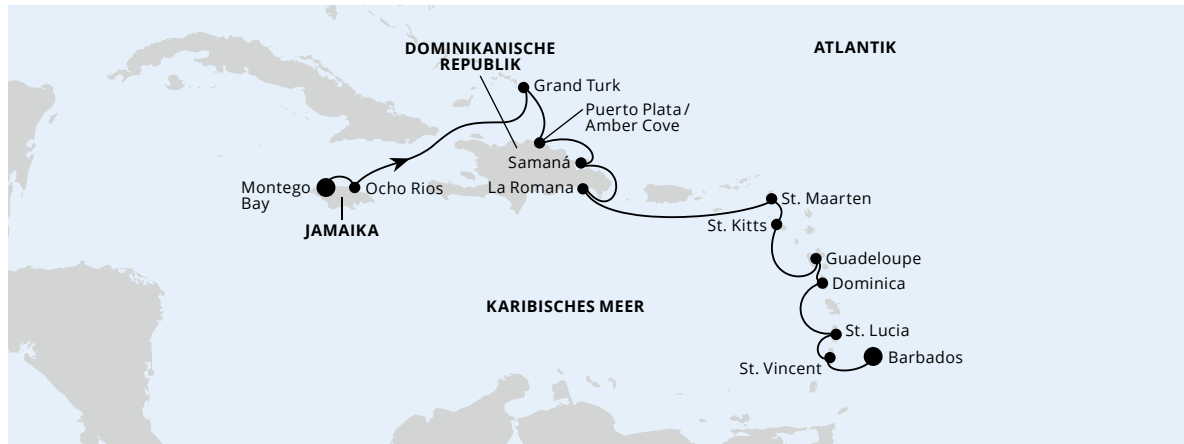 DOMINIKANISCHE
REPUBLIK
ATLANTIK
Grand Turk
Puerto Plata /
Amber Cove
Samaná
La Romana
Montego
Bay
Ocho Rios
JAMAIKA
St. Maarten
St. Kitts
Guadeloupe
Dominica
KARIBISCHES MEER
St. Lucia
St. Vincent
Barbados